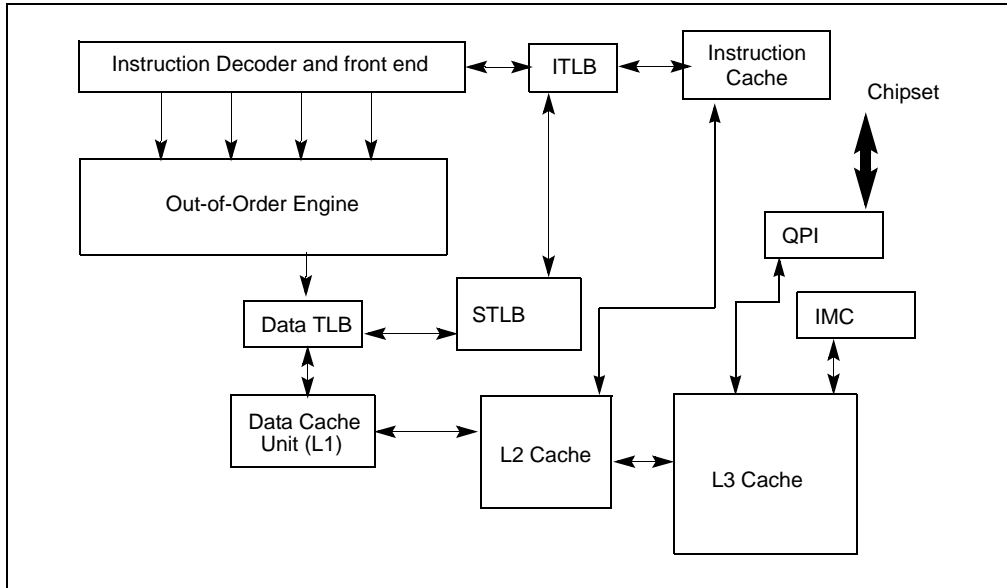 Instruction Decoder and front end
ITLB
Instruction
Cache
Chipset
Out-of-Order Engine
QPI
IMC
Data TLB
STLB
Data Cache
Unit (L1)
L2 Cache
L3 Cache